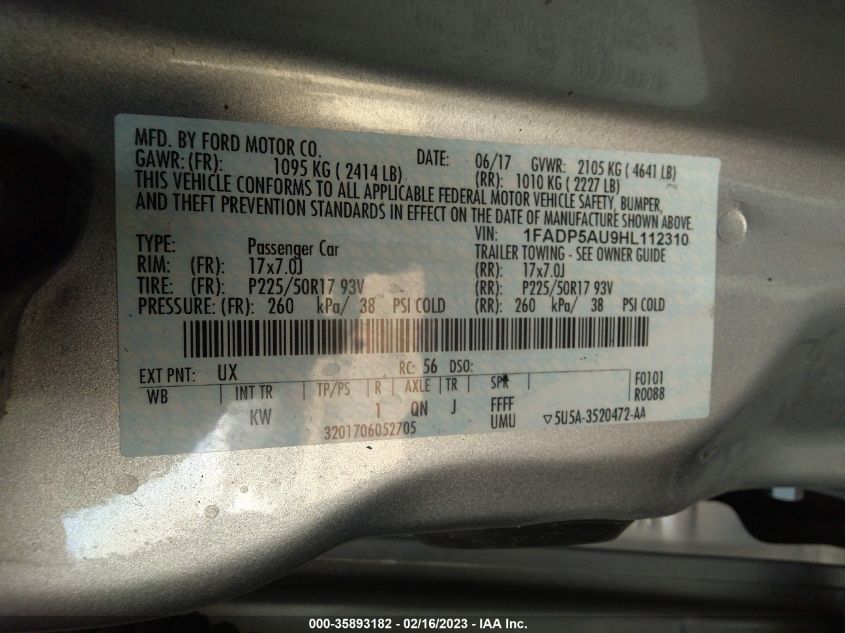 MFD. BY FORD MOTOR CO. DATE: 06/17 GVWR: 2105 KG ( 4641 LB)
GAWR: (FR): 1095 KG ( 2414 LB) (RR): 1010 KG ( 2227 LB)
THIS VEHICLE CONFORMS TO ALL APPLICABLE FEDERAL MOTOR VEHICLE SAFETY, BUMPER,
AND THEFT PREVENTION STANDARDS IN EFFECT ON THE DATE OF MANUFACTURE SHOWN ABOVE.
VIN: 1FADP5AU9HL112310
TYPE: Passenger Car TRAILER TOWING - SEE OWNER GUIDE
RIM: (FR): 17x7.0J (RR): 17x7.0J
TIRE: (FR): P225/50R17 93V (RR): P225/50R17 93V
PRESSURE: (FR): 260 kPa/ 38 PSI COLD (RR): 260 kPa/ 38 PSI COLD
EXT PNT: UX RC: 56 DSO:
WB INT TR TP/PS R AXLE TR SPR F0101
R0088
KW 1 QN J FFFF
UMU
3201706052705 5U5A-3520472-AA
000-35893182 - 02/16/2023 - IAA Inc.